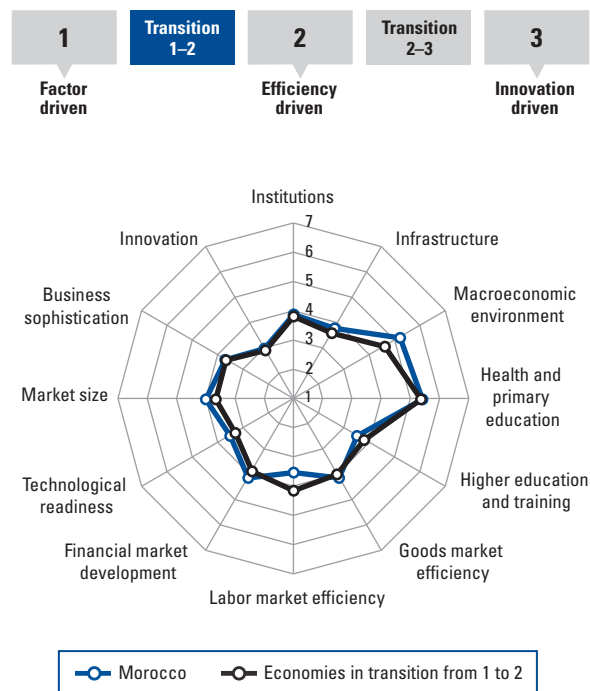 1
Transition
1–2
2
Transition
2–3
3
Factor
driven
Efficiency
driven
Innovation
driven
Institutions
Infrastructure
Macroeconomic
environment
Health and
primary
education
Higher education
and training
Goods market
efficiency
Labor market efficiency
Financial market
development
Technological
readiness
Market size
Business
sophistication
Innovation
7
6
5
4
3
2
1
Morocco
Economies in transition from 1 to 2